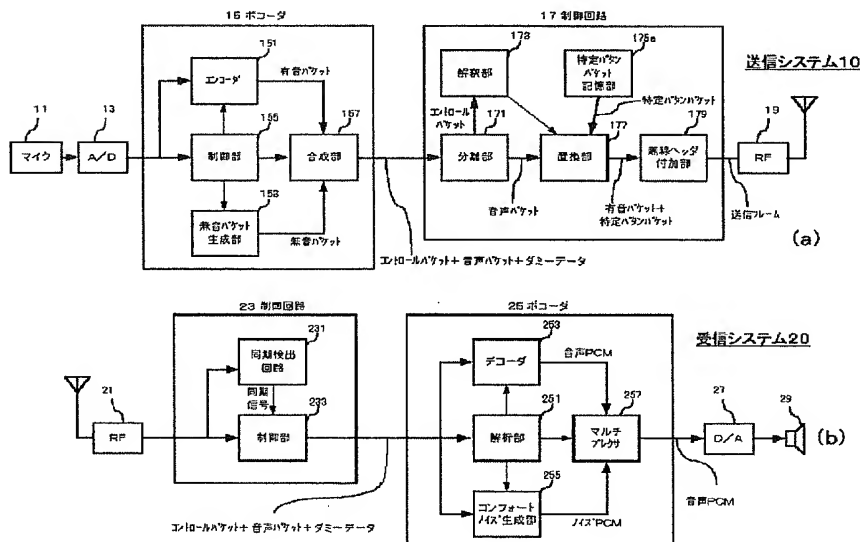 15 ボコーダ
17 制御回路
送信システム10
151
エンコーダ
有音パケット
173
解釈部
175a
特定パタン
パケット
記憶部
コントロール
パケット
特定パタンパケット
11
マイク
13
A/D
155
制御部
157
合成部
171
分離部
177
置換部
179
無線ヘッダ
付加部
19
RF
153
無音パケット
生成部
無音パケット
音声パケット
有音パケット+
特定パタンパケット
送信フレーム
(a)
コントロールパケット+音声パケット+ダミーデータ
23 制御回路
25 ボコーダ
受信システム20
231
同期検出
回路
同期
信号
253
デコーダ
音声PCM
21
RF
233
制御部
251
解析部
257
マルチ
プレクサ
27
D/A
29
(b)
255
コンフォート
ノイズ生成部
ノイズPCM
音声PCM
コントロールパケット+音声パケット+ダミーデータ